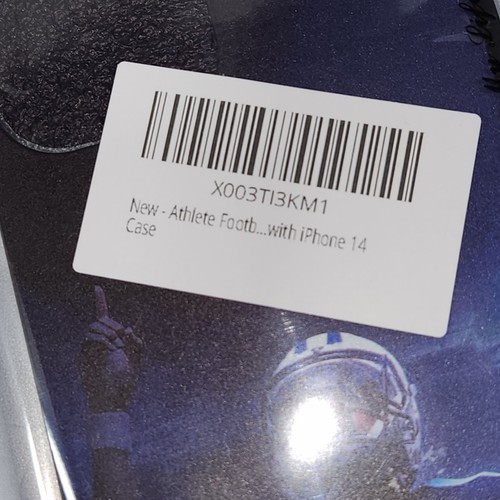 X003TI3KM1
New - Athlete Footb...with iPhone 14
Case